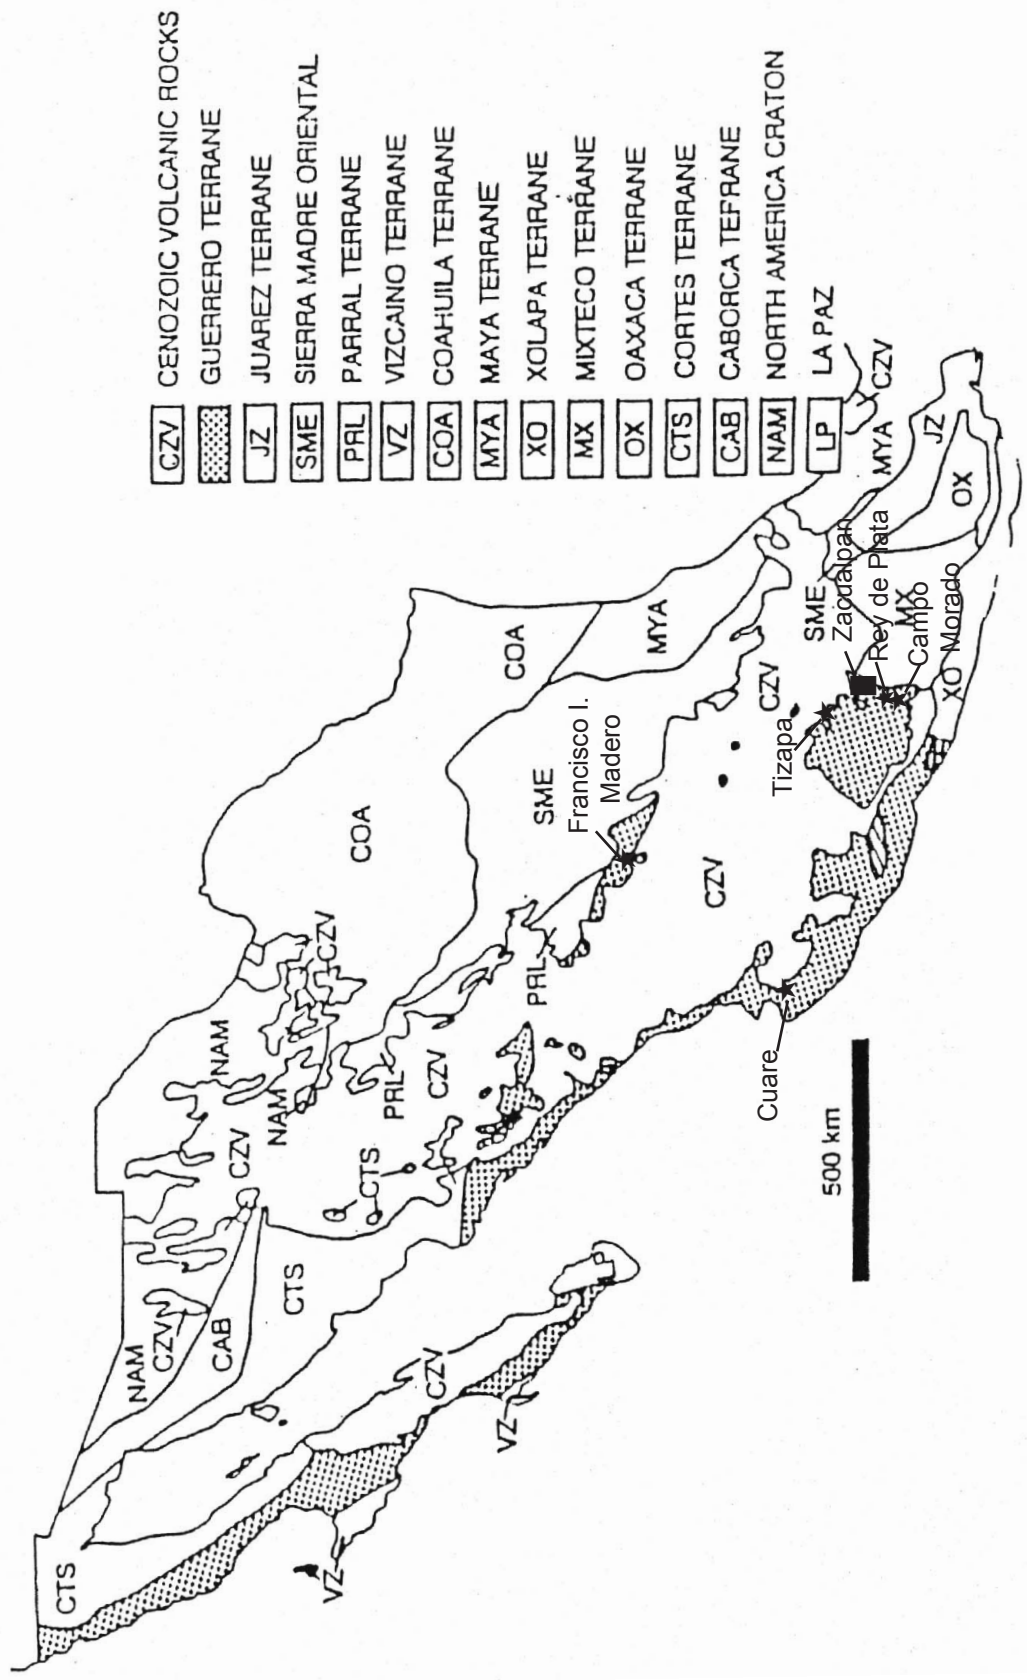 CZV CENOZOIC VOLCANIC ROCKS
GUERRERO TERRANE
JZ JUAREZ TERRANE
SME SIERRA MADRE ORIENTAL
PRL PARRAL TERRANE
VZ VIZCAINO TERRANE
COA COAHUILA TERRANE
MYA MAYA TERRANE
XO XOLAPA TERRANE
MX MIXTECO TERRANE
OX OAXACA TERRANE
CTS CORTES TERRANE
CAB CABORCA TEFRANE
NAM NORTH AMERICA CRATON
LP LA PAZ
CTS
NAM
CZV
CAB
CTS
CZV
NAM
NAM
CZV
COA
COA
CTS
PRL
CZV
PRL
SME
Francisco I.
Madero
MYA
CZV
CZV
VZ
VZ
CZV
LP
Cuare
Tizapa
SME
Zacualpan
Rey de Plata
MX
Campo
Morado
XO
MYA
CZV
JZ
OX
500 km